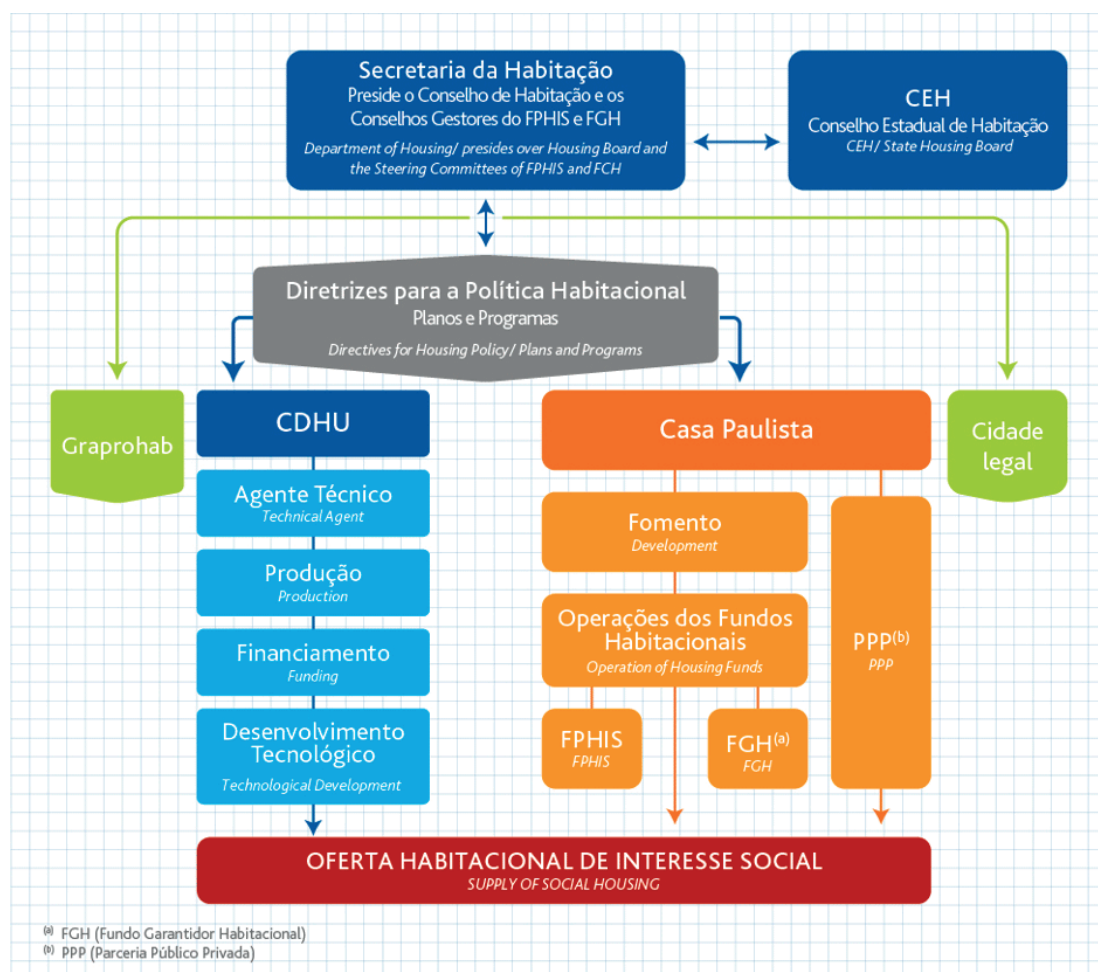 Secretaria da Habitação
Preside o Conselho de Habitação e os
Conselhos Gestores do FPHIS e FGH
Department of Housing/ presides over Housing Board and
the Steering Committees of FPHIS and FCH
CEH
Conselho Estadual de Habitação
CEH/ State Housing Board
Diretrizes para a Política Habitacional
Planos e Programas
Directives for Housing Policy/ Plans and Programs
Graprohab
CDHU
Agente Técnico
Technical Agent
Produção
Production
Financiamento
Funding
Desenvolvimento
Tecnológico
Technological Development
Casa Paulista
Fomento
Development
Operações dos Fundos
Habitacionais
Operation of Housing Funds
FPHIS
FPHIS
FGH(a)
FGH
PPP(b)
PPP
Cidade
legal
OFERTA HABITACIONAL DE INTERESSE SOCIAL
SUPPLY OF SOCIAL HOUSING
(a) FGH (Fundo Garantidor Habitacional)
(b) PPP (Parceria Público Privada)